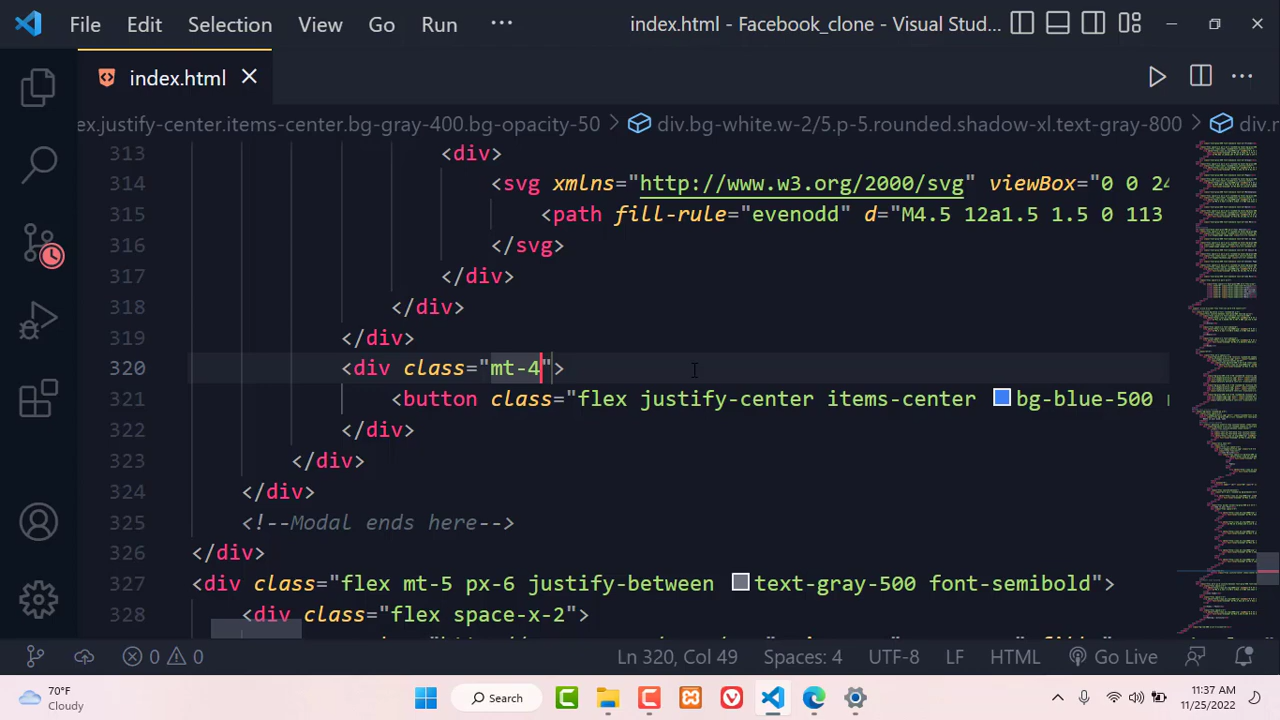 File Edit Selection View Go Run ··· index.html - Facebook_clone - Visual Stud...
index.html
ex.justify-center.items-center.bg-gray-400.bg-opacity-50 > div.bg-white.w-2/5.p-5.rounded.shadow-xl.text-gray-800 >
313 <div>
314 <svg xmlns="http://www.w3.org/2000/svg" viewBox="0 0 24
315 <path fill-rule="evenodd" d="M4.5 12a1.5 1.5 0 113
316 </svg>
317 </div>
318 </div>
319 </div>
320 <div class="mt-4">
321 <button class="flex justify-center items-center bg-blue-500
322 </div>
323 </div>
324 </div>
325 <!--Modal ends here-->
326 </div>
327 <div class="flex mt-5 px-6 justify-between text-gray-500 font-semibold">
328 <div class="flex space-x-2">
0 0 Ln 320, Col 49 Spaces: 4 UTF-8 LF HTML Go Live
70°F
Cloudy
Search
11:37 AM
11/25/2022